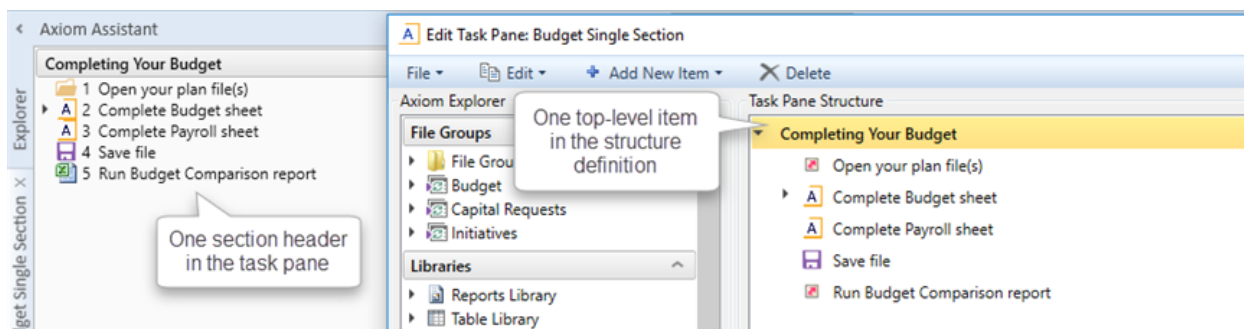 Axiom Assistant
Completing Your Budget
1 Open your plan file(s)
2 Complete Budget sheet
3 Complete Payroll sheet
4 Save file
5 Run Budget Comparison report
One section header
in the task pane
Explorer
get Single Section
A Edit Task Pane: Budget Single Section
File
Edit
Add New Item
Delete
Axiom Explorer
File Groups
File Grou
Budget
Capital Requests
Initiatives
Libraries
Reports Library
Table Library
One top-level item
in the structure
definition
Task Pane Structure
Completing Your Budget
Open your plan file(s)
A Complete Budget sheet
A Complete Payroll sheet
Save file
Run Budget Comparison report